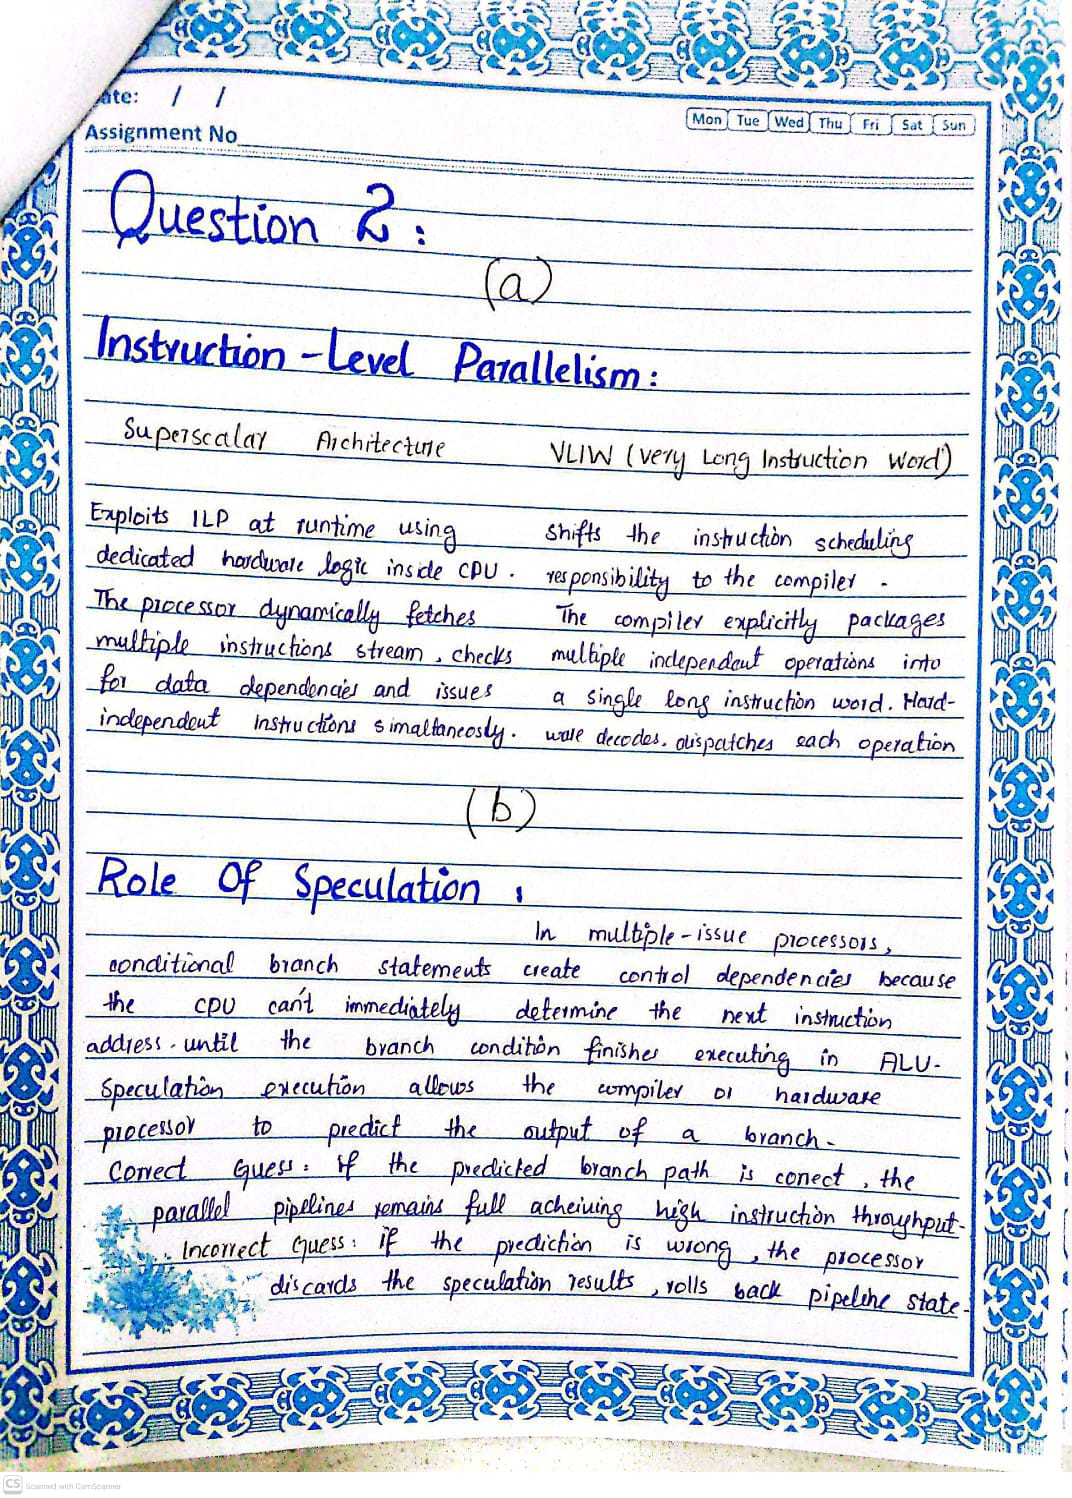 ate: / /
Mon Tue Wed Thu Fri Sat Sun
Assignment No
Question 2 :
(a)
Instruction-Level Parallelism :
Superscalar Architecture
Exploits ILP at runtime using
dedicated hardware logic inside CPU.
The processor dynamically fetches
multiple instructions stream, checks
for data dependencies and issues
independent instructions simaltaneosly.
VLIW (Very Long Instruction Word)
shifts the instruction scheduling
responsibility to the compiler.
The compiler explicitly packages
multiple independent operations into
a single long instruction word. Hard-
ware decodes, dispatches each operation
(b)
Role Of Speculation :
In multiple-issue processors,
conditional branch statements create control dependencies because
the CPU can't immediately determine the next instruction
address. until the branch condition finishes executing in ALU.
Speculation execution allows the compiler or hardware
processor to predict the output of a branch.
Correct Guess: if the predicted branch path is correct, the
parallel pipelines remains full acheiving high instruction throughput.
. Incorrect Guess: if the prediction is wrong, the processor
discards the speculation results, rolls back pipeline state.
CS Scanned with CamScanner